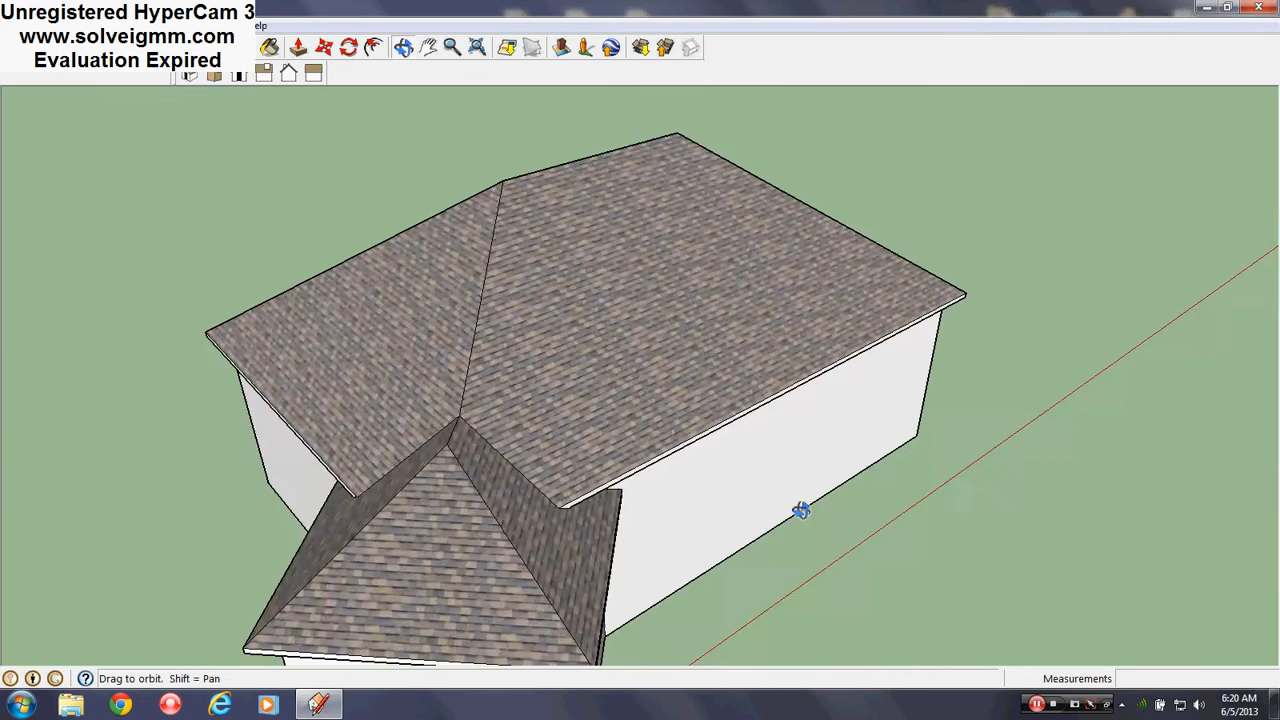 Unregistered HyperCam 3
www.solveigmm.com
Evaluation Expired
elp
Drag to orbit. Shift = Pan
Measurements
6:20 AM
6/5/2013